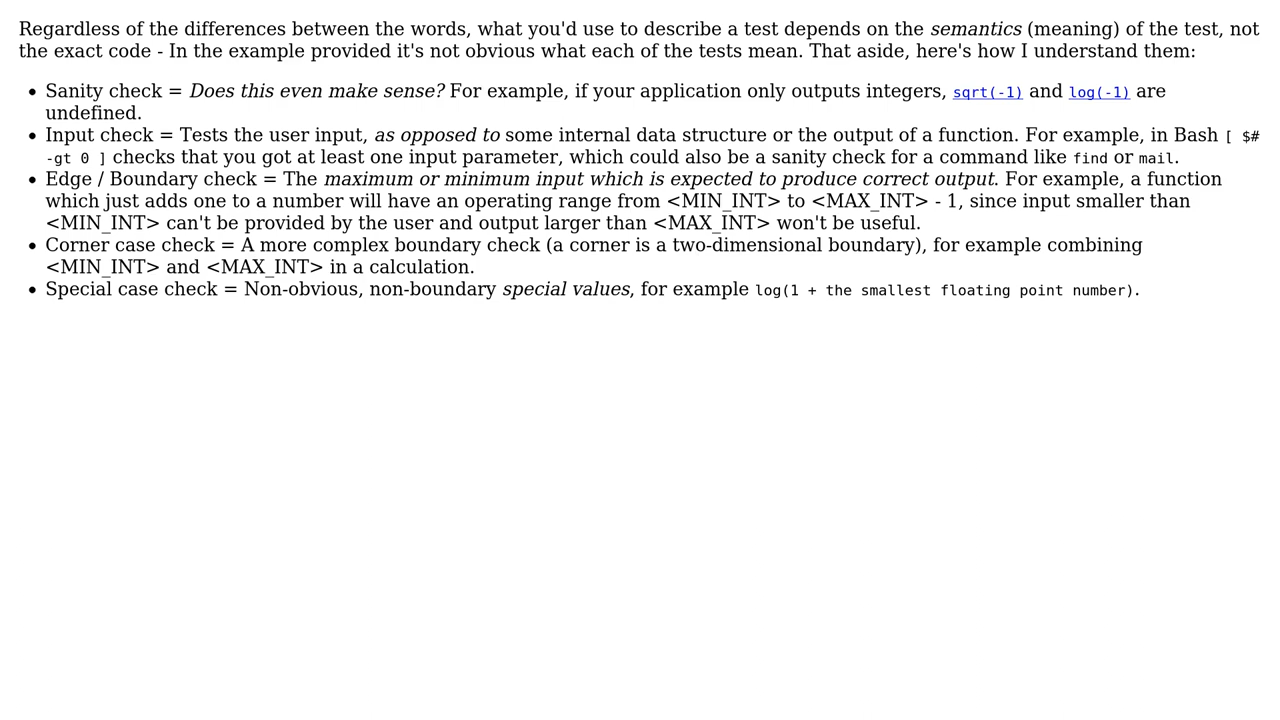 Regardless of the differences between the words, what you'd use to describe a test depends on the semantics (meaning) of the test, not
the exact code - In the example provided it's not obvious what each of the tests mean. That aside, here's how I understand them:
• Sanity check = Does this even make sense? For example, if your application only outputs integers, sqrt(-1) and log(-1) are
undefined.
• Input check = Tests the user input, as opposed to some internal data structure or the output of a function. For example, in Bash [ $#
-gt 0 ] checks that you got at least one input parameter, which could also be a sanity check for a command like find or mail.
• Edge / Boundary check = The maximum or minimum input which is expected to produce correct output. For example, a function
which just adds one to a number will have an operating range from <MIN_INT> to <MAX_INT> - 1, since input smaller than
<MIN_INT> can't be provided by the user and output larger than <MAX_INT> won't be useful.
• Corner case check = A more complex boundary check (a corner is a two-dimensional boundary), for example combining
<MIN_INT> and <MAX_INT> in a calculation.
• Special case check = Non-obvious, non-boundary special values, for example log(1 + the smallest floating point number).